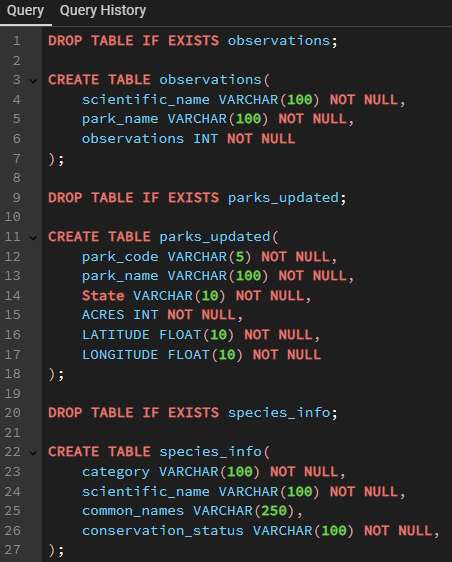 Query Query History
1 DROP TABLE IF EXISTS observations;
2
3 CREATE TABLE observations(
4 scientific_name VARCHAR(100) NOT NULL,
5 park_name VARCHAR(100) NOT NULL,
6 observations INT NOT NULL
7 );
8
9 DROP TABLE IF EXISTS parks_updated;
10
11 CREATE TABLE parks_updated(
12 park_code VARCHAR(5) NOT NULL,
13 park_name VARCHAR(100) NOT NULL,
14 State VARCHAR(10) NOT NULL,
15 ACRES INT NOT NULL,
16 LATITUDE FLOAT(10) NOT NULL,
17 LONGITUDE FLOAT(10) NOT NULL
18 );
19
20 DROP TABLE IF EXISTS species_info;
21
22 CREATE TABLE species_info(
23 category VARCHAR(100) NOT NULL,
24 scientific_name VARCHAR(100) NOT NULL,
25 common_names VARCHAR(250),
26 conservation_status VARCHAR(100) NOT NULL,
27 );